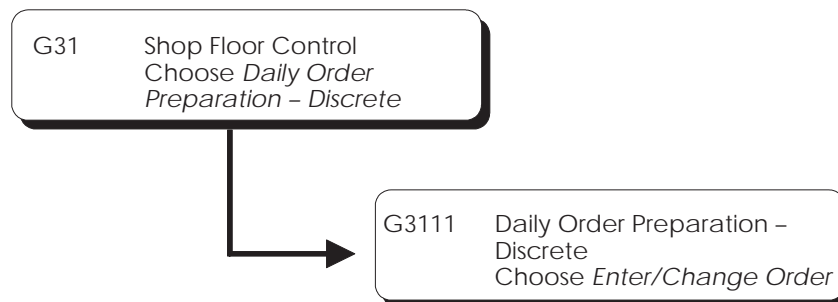 G31 Shop Floor Control
Choose Daily Order
Preparation – Discrete
G3111 Daily Order Preparation –
Discrete
Choose Enter/Change Order